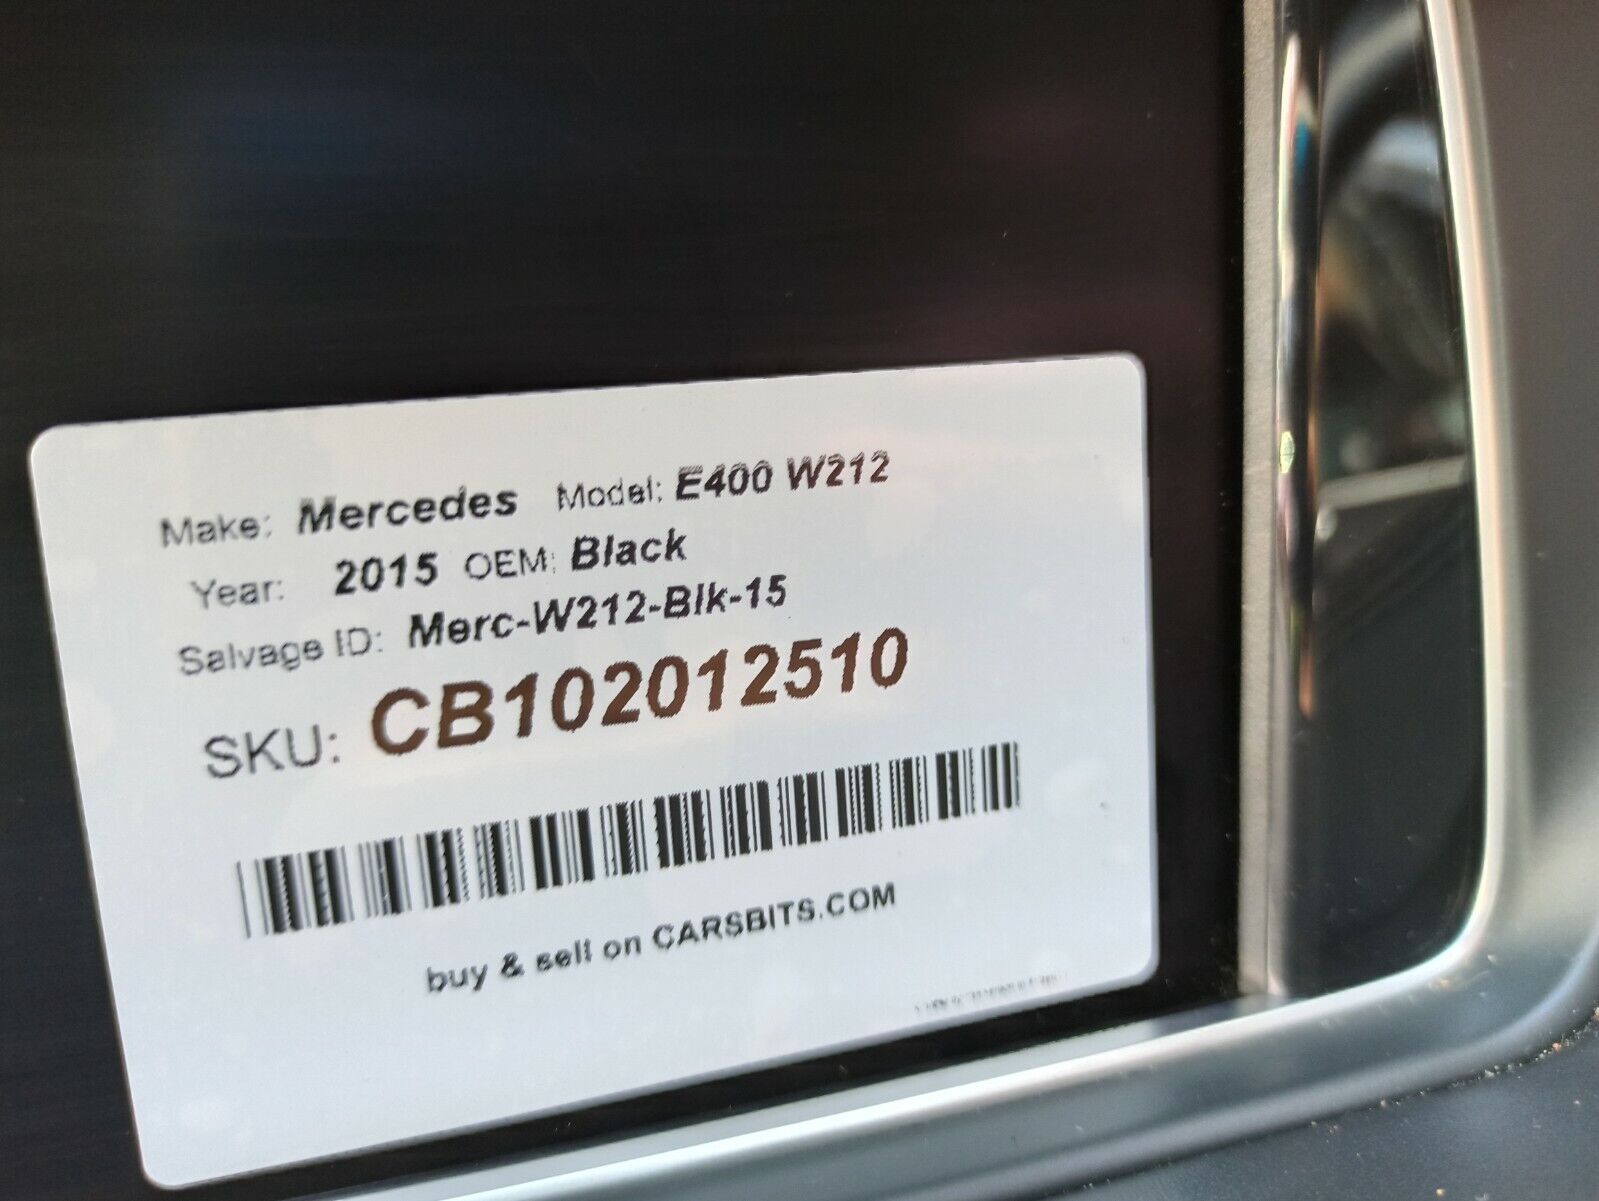 Make: Mercedes Model: E400 W212
Year: 2015 OEM: Black
Salvage ID: Merc-W212-Blk-15
SKU: CB102012510
buy & sell on CARSBITS.COM